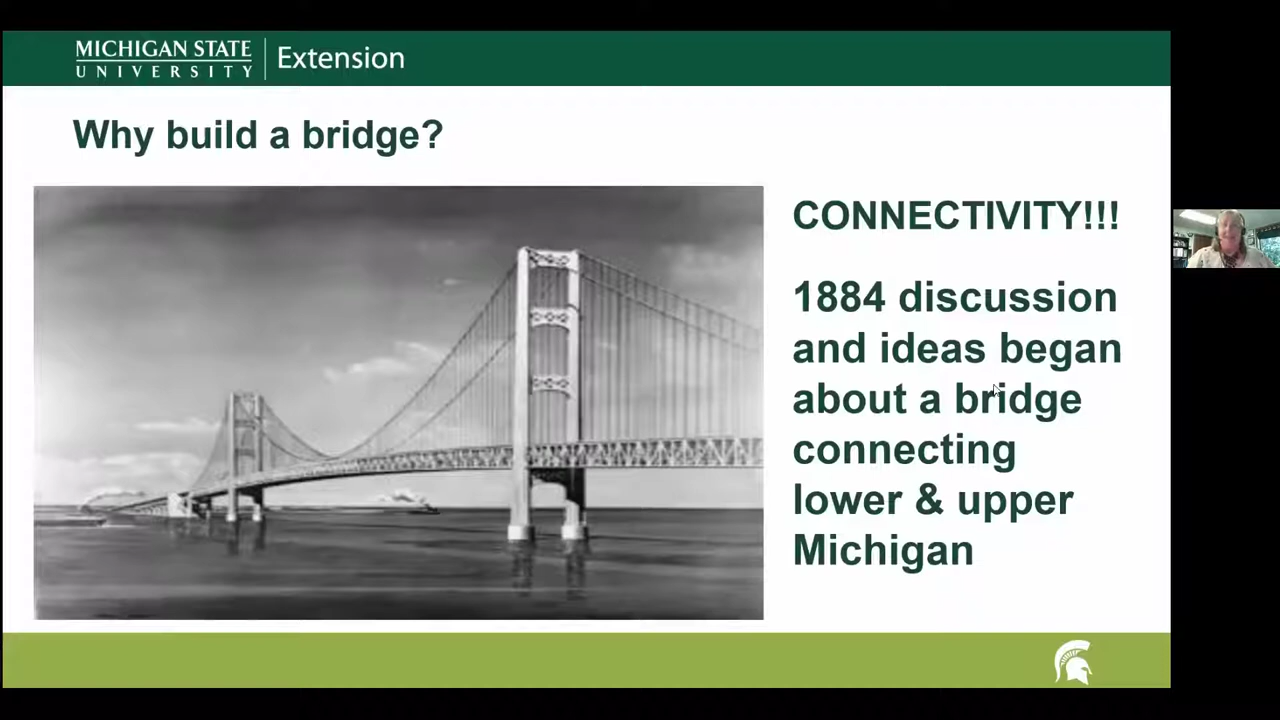 MICHIGAN STATE
UNIVERSITY
Extension
Why build a bridge?
CONNECTIVITY!!!
1884 discussion
and ideas began
about a bridge
connecting
lower & upper
Michigan